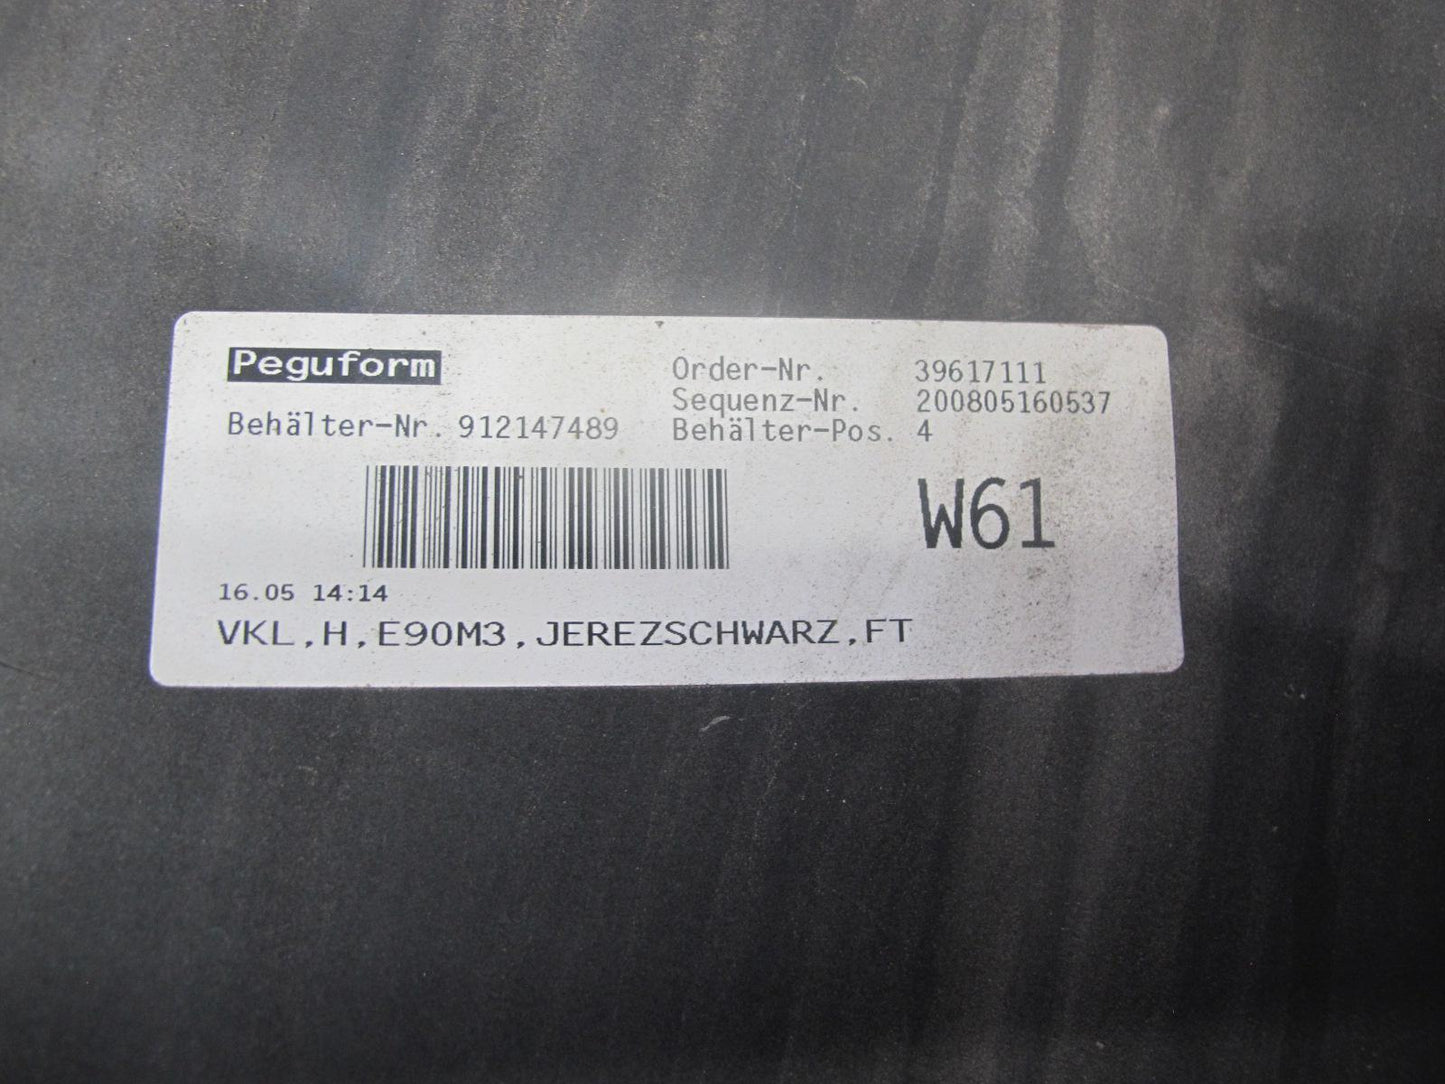 Peguform
Order-Nr. 39617111
Sequenz-Nr. 200805160537
Behälter-Nr. 912147489 Behälter-Pos. 4
W61
16.05 14:14
VKL,H,E90M3,JEREZSCHWARZ,FT